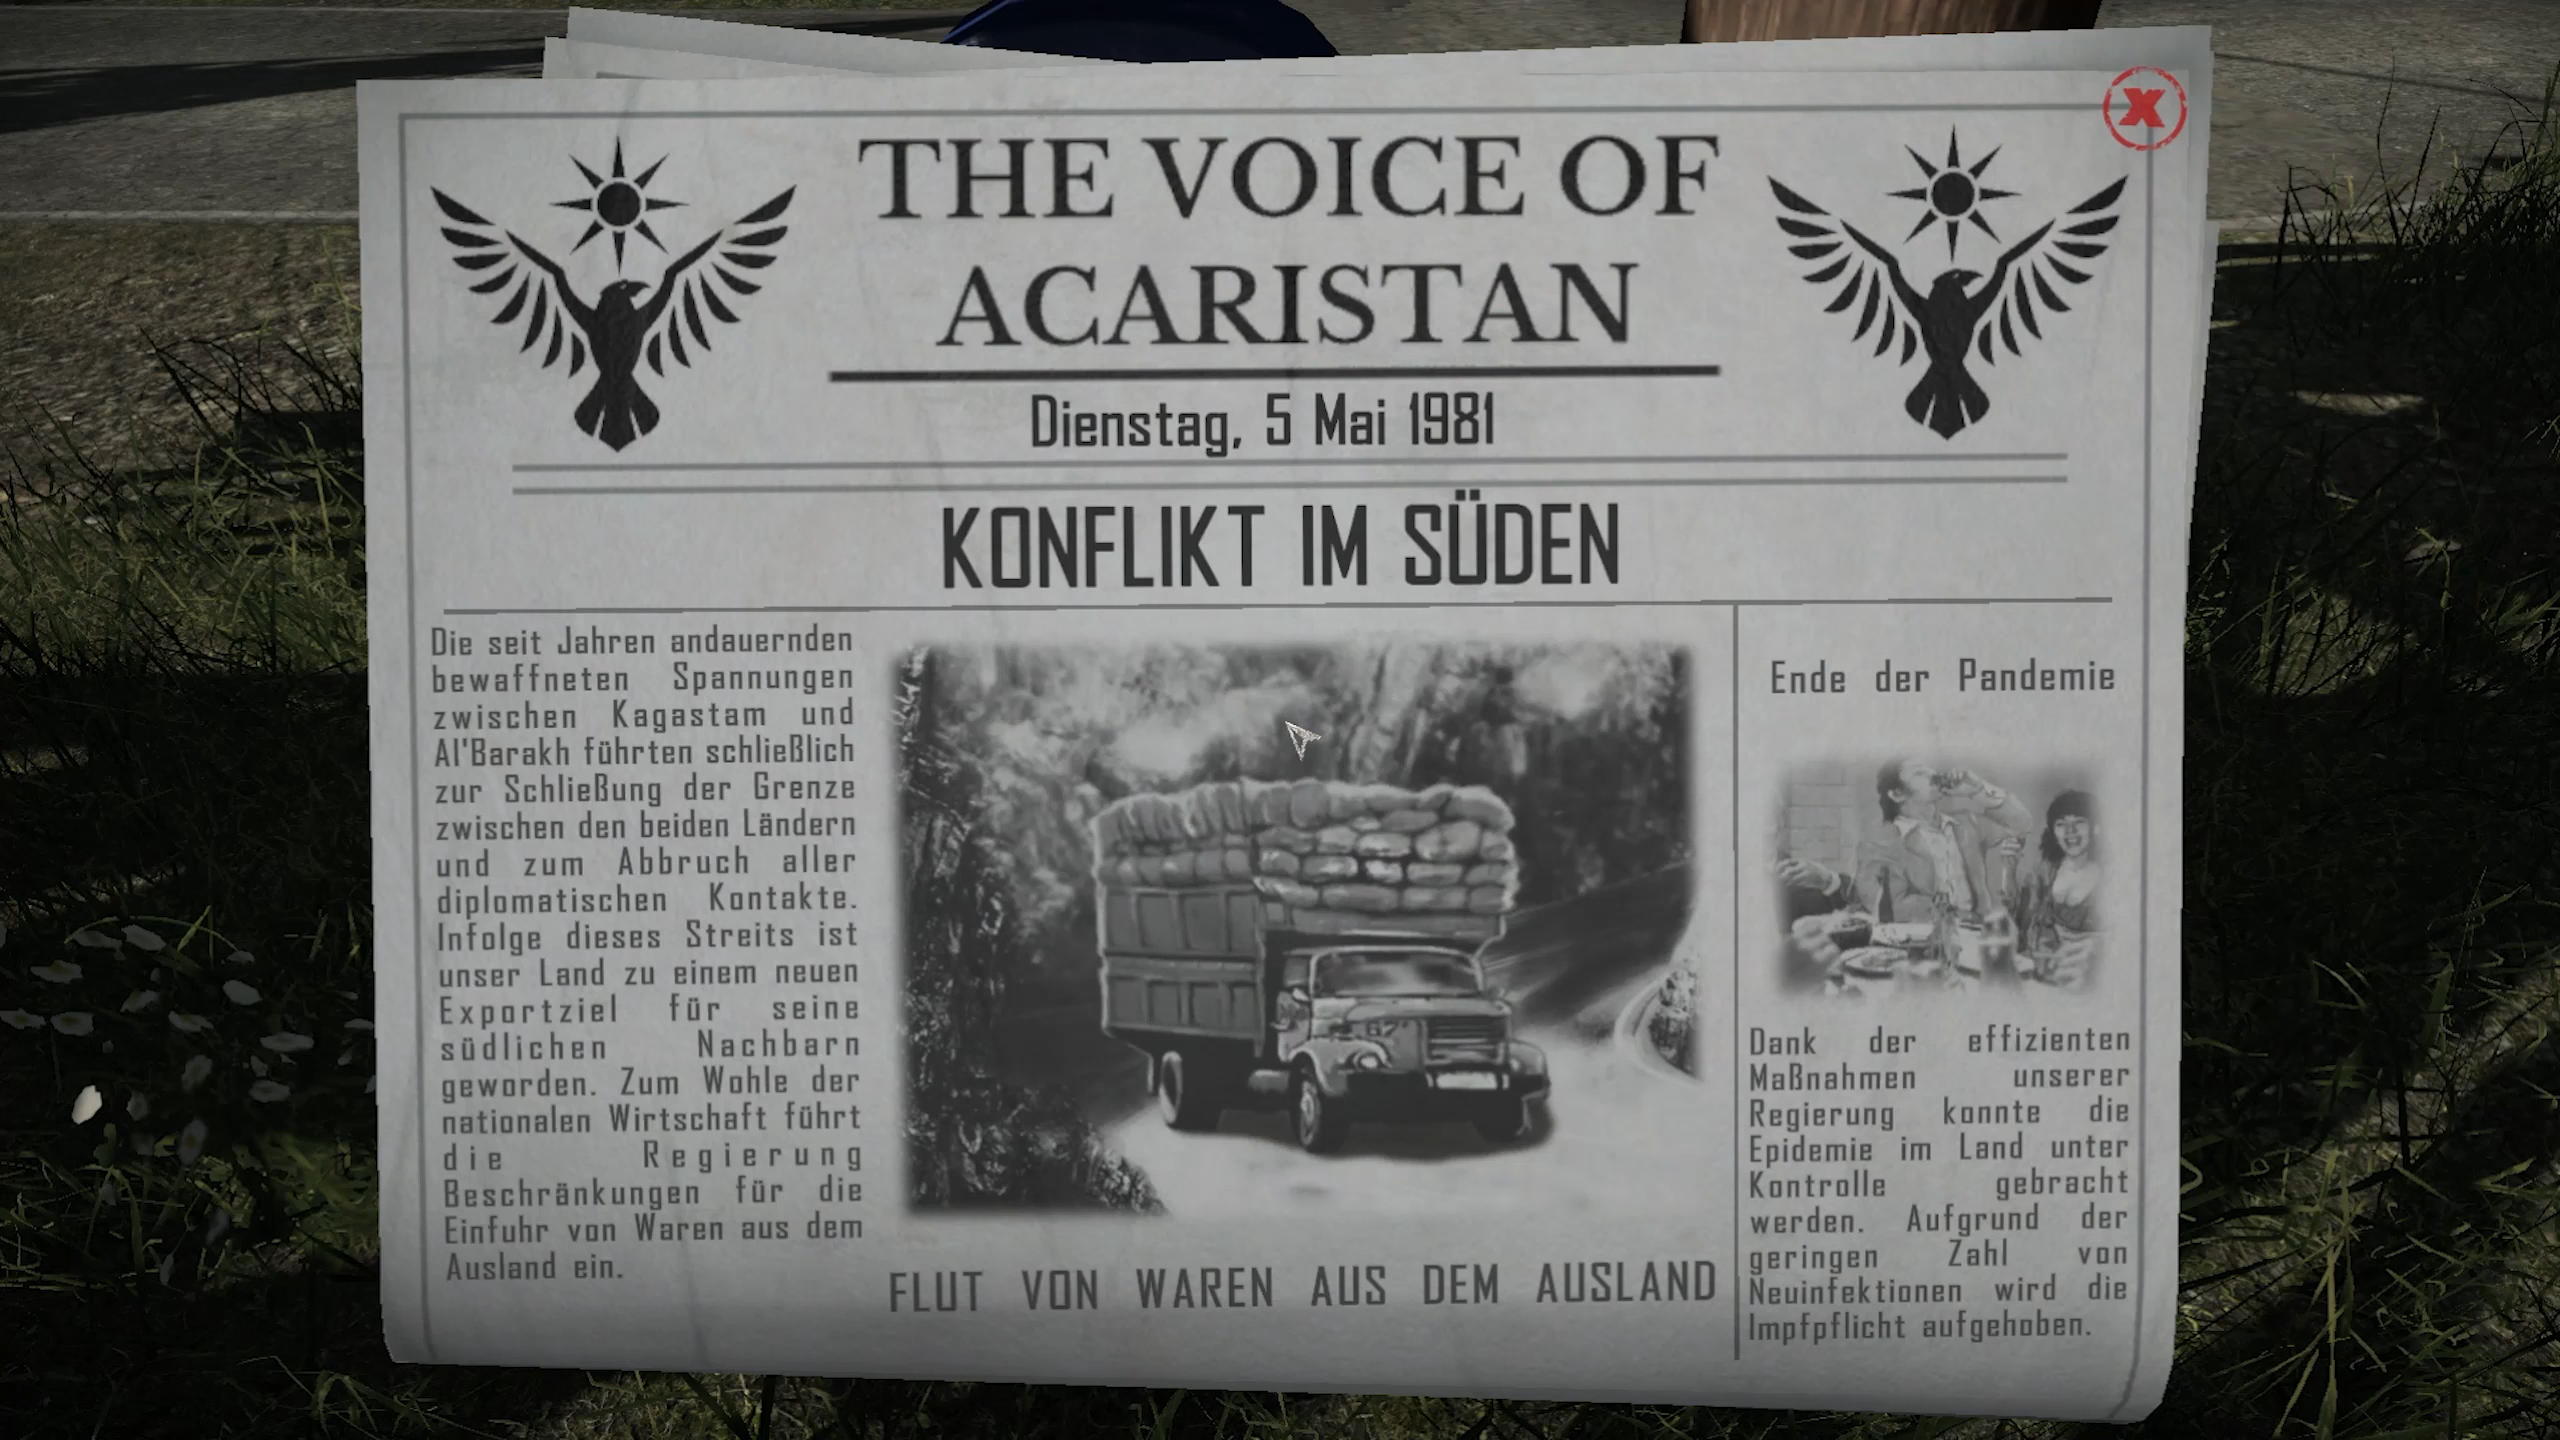 THE VOICE OF
ACARISTAN
Dienstag, 5 Mai 1981
KONFLIKT IM SÜDEN
Die seit Jahren andauernden
bewaffneten Spannungen
zwischen Kagastam und
Al'Barakh führten schließlich
zur Schließung der Grenze
zwischen den beiden Ländern
und zum Abbruch aller
diplomatischen Kontakte.
Infolge dieses Streits ist
unser Land zu einem neuen
Exportziel für seine
südlichen Nachbarn
geworden. Zum Wohle der
nationalen Wirtschaft führt
die Regierung
Beschränkungen für die
Einfuhr von Waren aus dem
Ausland ein.
FLUT VON WAREN AUS DEM AUSLAND
Ende der Pandemie
Dank der effizienten
Maßnahmen unserer
Regierung konnte die
Epidemie im Land unter
Kontrolle gebracht
werden. Aufgrund der
geringen Zahl von
Neuinfektionen wird die
Impfpflicht aufgehoben.
X